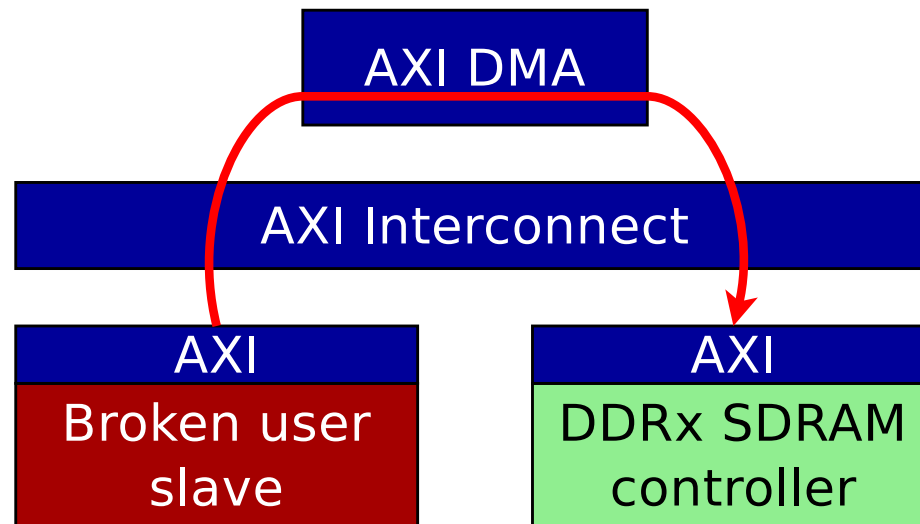 AXI DMA
AXI Interconnect
AXI
Broken user
slave
AXI
DDRx SDRAM
controller